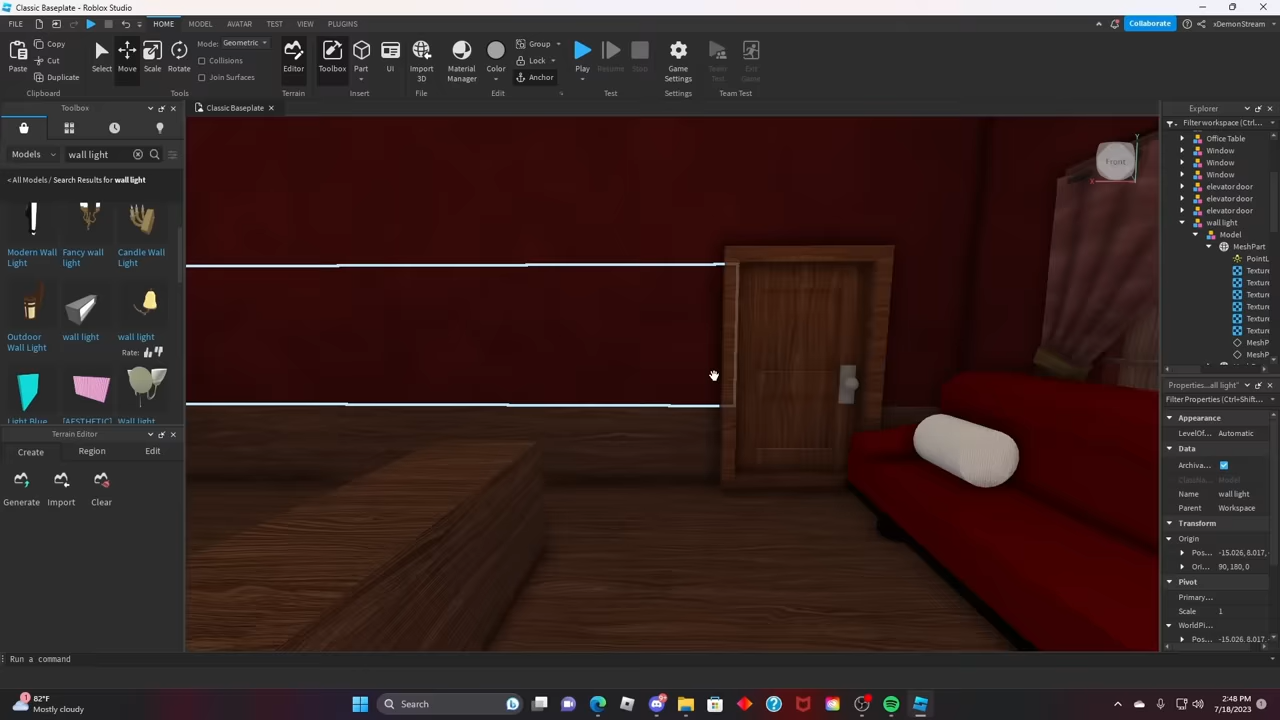 Classic Baseplate - Roblox Studio
FILE HOME MODEL AVATAR TEST VIEW PLUGINS Collaborate xDemonStream
Paste Copy Cut Duplicate
Clipboard
Select Move Scale Rotate
Mode: Geometric
Collisions
Join Surfaces
Tools
Editor
Terrain
Toolbox Part UI
Insert
Import 3D
File
Material Manager Color
Group
Lock
Anchor
Edit
Play Resume Stop
Test
Game Settings
Settings
Team Test Exit Game
Team Test
Toolbox
Classic Baseplate
Models wall light
< All Models / Search Results for wall light
Modern Wall Light
Fancy wall light
Candle Wall Light
Outdoor Wall Light
wall light
wall light
Rate:
Light Blue
[AESTHETIC]
Terrain Editor
Create Region Edit
Generate Import Clear
Front
Y
X
Explorer
Filter workspace (Ctrl...
Office Table
Window
Window
Window
elevator door
elevator door
elevator door
wall light
Model
MeshPart
PointL
Texture
Texture
Texture
Texture
Texture
Texture
MeshP
MeshP
Properties...all light"
Filter Properties (Ctrl+Shift...
Appearance
LevelOf... Automatic
Data
Archiva...
ClassNa... Model
Name wall light
Parent Workspace
Transform
Origin
Pos... -15.026, 8.017,
Ori... 90, 180, 0
Pivot
Primary...
Scale 1
WorldPi...
Pos... -15.026, 8.017,
Run a command
82°F
Mostly cloudy
Search
2:48 PM
7/18/2023